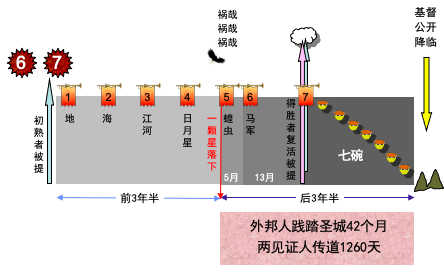 祸哉
祸哉
祸哉
基督
公开
降临
6
7
1
2
3
4
5
6
7
初熟者被提
地
海
江河
日月星
一颗星落下
蝗虫
马军
得胜者复活被提
七碗
5月
13月
前3年半
后3年半
外邦人践踏圣城42个月
两见证人传道1260天